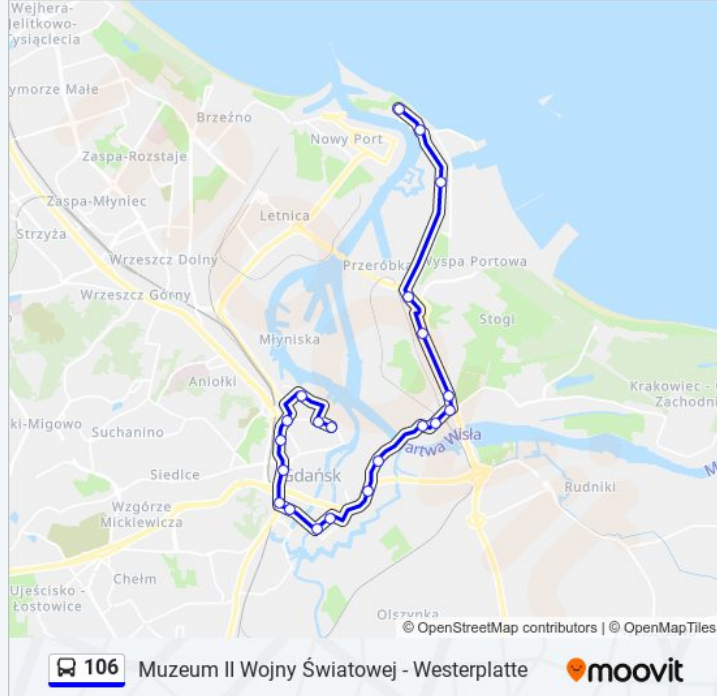 Wejhera-
Jelitkowo-
Tysiąclecia
ymorze Małe
Brzeźno
Nowy Port
Zaspa-Rozstaje
Zaspa-Młyniec
Letnica
Strzyża
Wrzeszcz Dolny
Przeróbka
Wyspa Portowa
Wrzeszcz Górny
Stogi
Młyniska
Aniołki
Krakowiec -
Zachodni
ki-Migowo
Suchanino
artwa Wisła
M
Siedlce
Gdańsk
Rudniki
Wzgórze
Mickiewicza
Chełm
Ujeścisko -
Łostowice
Olszynka
© OpenStreetMap contributors | © OpenMapTiles
106 Muzeum II Wojny Światowej - Westerplatte moovit